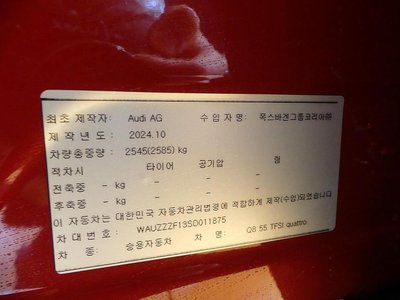 최초 제작자: Audi AG 수 입 자 명: 폭스바겐그룹코리아㈜
제 작 년 도 : 2024.10
차량총중량 : 2545(2585) kg
적차시 타이어 공기압 림
전축중 - kg - - -
후축중 - kg - - -
이 자동차는 대한민국 자동차관리법령에 적합하게 제작(수입)되었습니다
차 대 번 호 : WAUZZZF13SD011875
차 종: 승용자동차 차 명: Q8 55 TFSI quattro